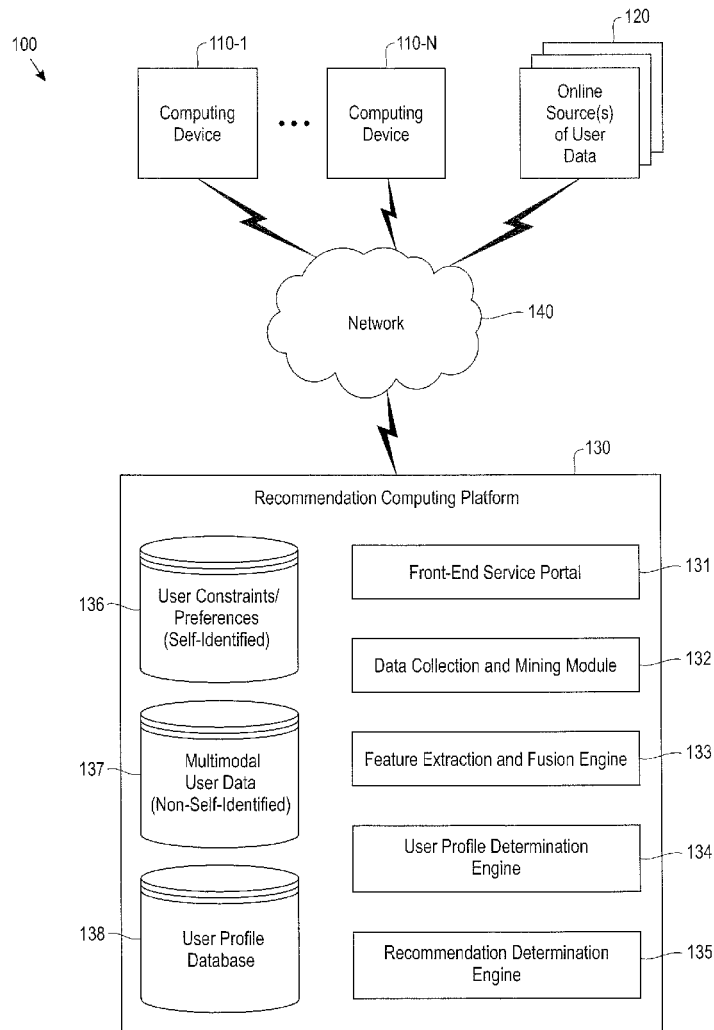 100
110-1
110-N
120
Computing
Device
Computing
Device
Online
Source(s)
of User
Data
Network
140
130
Recommendation Computing Platform
136
User Constraints/
Preferences
(Self-Identified)
Front-End Service Portal
131
Data Collection and Mining Module
132
137
Multimodal
User Data
(Non-Self-Identified)
Feature Extraction and Fusion Engine
133
User Profile Determination
Engine
134
138
User Profile
Database
Recommendation Determination
Engine
135